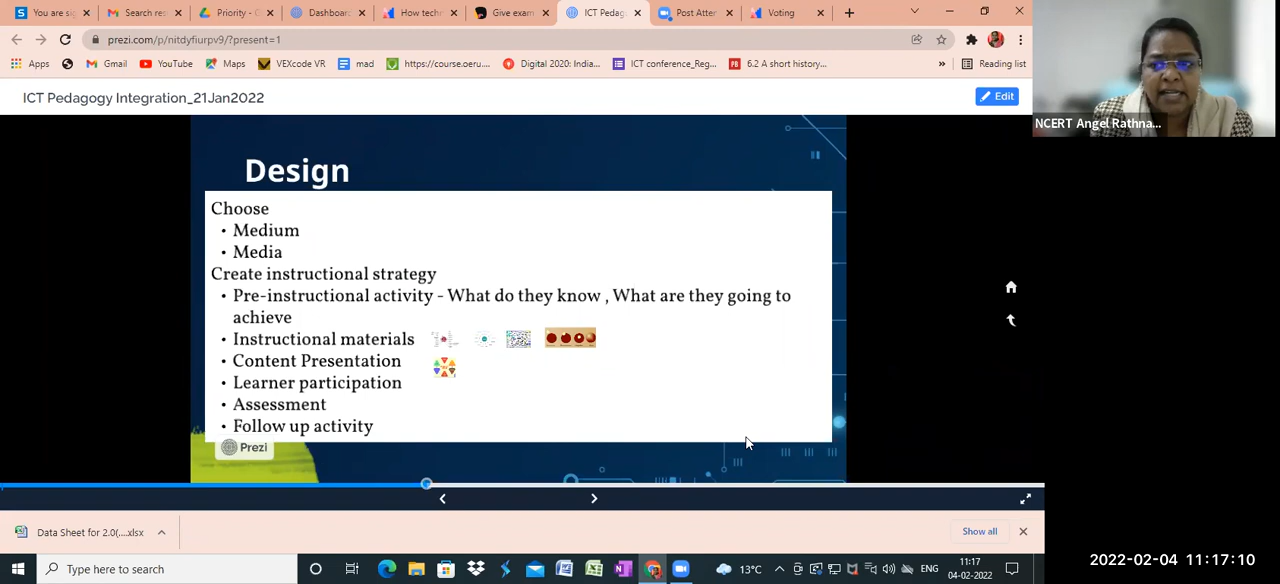 You are si
Search res
Priority - 
Dashboar
How techn
Give exam
ICT Pedag
Post Atter
Voting
prezi.com/p/nitdyfiurpv9/?present=1
Apps
Gmail
YouTube
Maps
VEXcode VR
mad
https://course.oeru....
Digital 2020: India...
ICT conference_Reg...
6.2 A short history...
»
Reading list
ICT Pedagogy Integration_21Jan2022
Edit
NCERT Angel Rathna...
Design
Choose
• Medium
• Media
Create instructional strategy
• Pre-instructional activity - What do they know , What are they going to
achieve
• Instructional materials
• Content Presentation
• Learner participation
• Assessment
• Follow up activity
Prezi
Data Sheet for 2.0(....xlsx
Show all
Type here to search
13°C
ENG
11:17
04-02-2022
2022-02-04 11:17:10